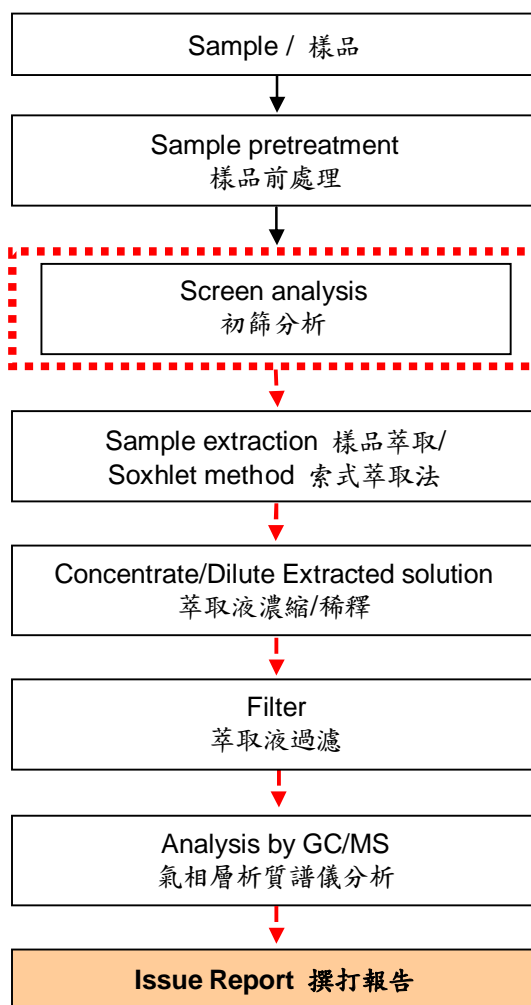 Sample / 樣品
Sample pretreatment
樣品前處理
Screen analysis
初篩分析
Sample extraction 樣品萃取/
Soxhlet method 索式萃取法
Concentrate/Dilute Extracted solution
萃取液濃縮/稀釋
Filter
萃取液過濾
Analysis by GC/MS
氣相層析質譜儀分析
Issue Report 撰打報告